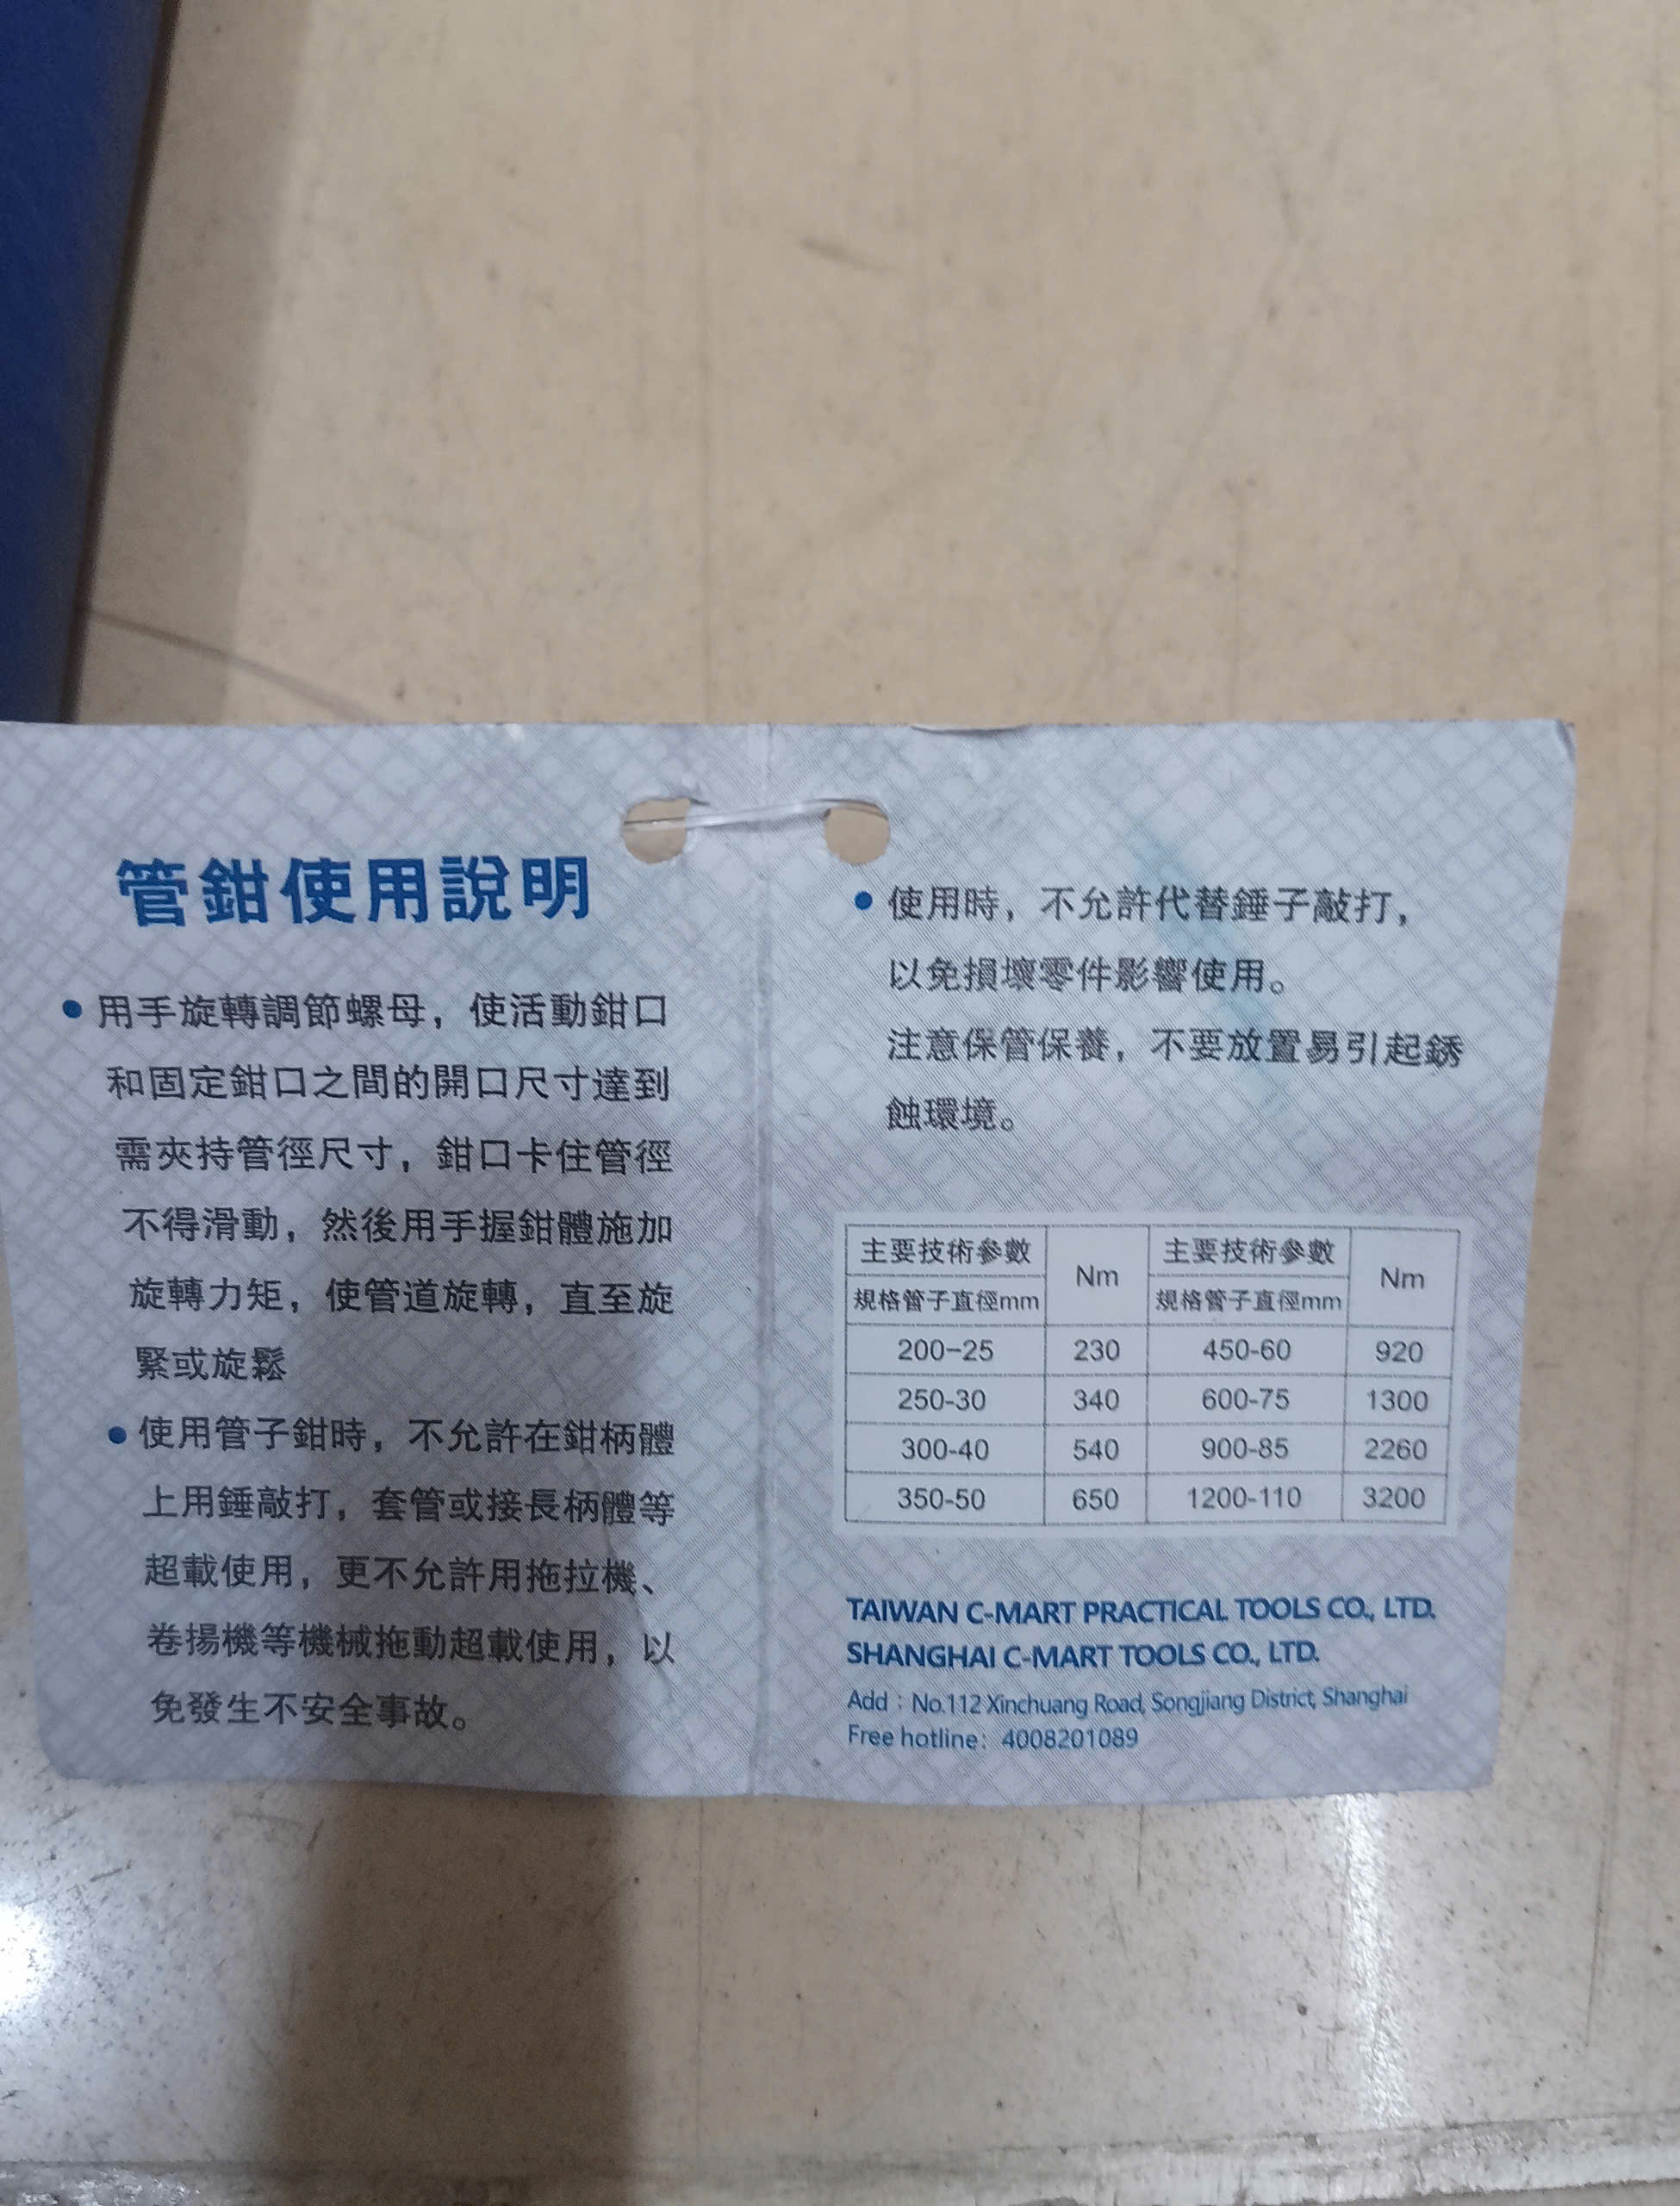 管鉗使用說明
• 用手旋轉調節螺母，使活動鉗口
和固定鉗口之間的開口尺寸達到
需夾持管徑尺寸，鉗口卡住管徑
不得滑動，然後用手握鉗體施加
旋轉力矩，使管道旋轉，直至旋
緊或旋鬆
• 使用管子鉗時，不允許在鉗柄體
上用錘敲打，套管或接長柄體等
超載使用，更不允許用拖拉機、
卷揚機等機械拖動超載使用，以
免發生不安全事故。
• 使用時，不允許代替錘子敲打，
以免損壞零件影響使用。
注意保管保養，不要放置易引起銹
蝕環境。
主要技術參數 Nm 主要技術參數 Nm
規格管子直徑mm 規格管子直徑mm
200-25 230 450-60 920
250-30 340 600-75 1300
300-40 540 900-85 2260
350-50 650 1200-110 3200
TAIWAN C-MART PRACTICAL TOOLS CO., LTD.
SHANGHAI C-MART TOOLS CO., LTD.
Add：No.112 Xinchuang Road, Songjiang District, Shanghai
Free hotline：4008201089